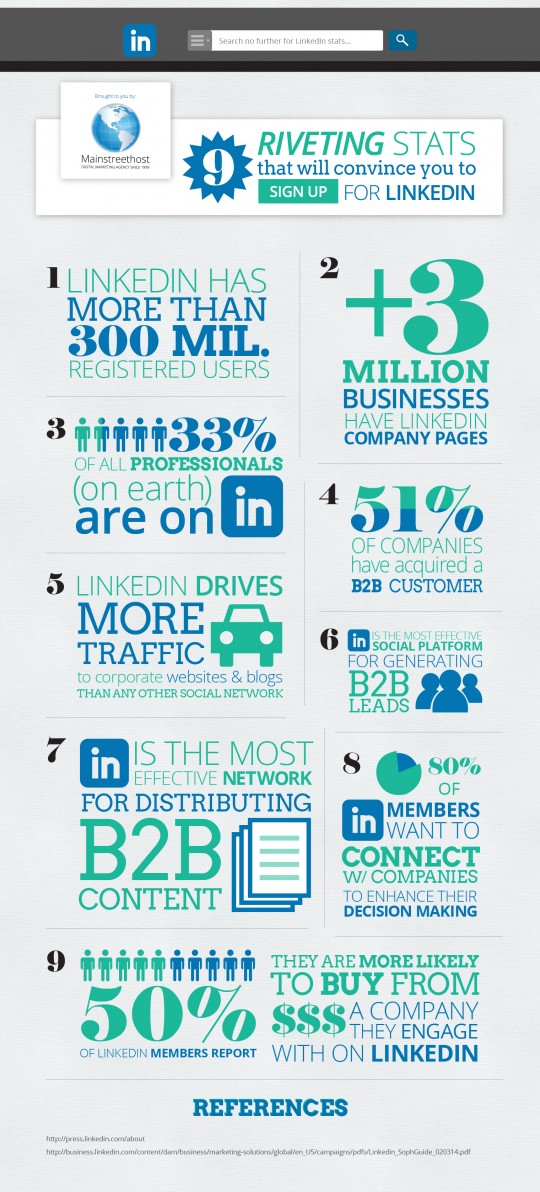 in
Search no further for LinkedIn stats...
Brought to you by:
Mainstreethost
DIGITAL MARKETING AGENCY SINCE 1999
9
RIVETING STATS
that will convince you to
SIGN UP FOR LINKEDIN
1
LINKEDIN HAS
MORE THAN
300 MIL.
REGISTERED USERS
2
+3
MILLION
BUSINESSES
HAVE LINKEDIN
COMPANY PAGES
3
33%
OF ALL PROFESSIONALS
(on earth)
are on in
4
51%
OF COMPANIES
have acquired a
B2B CUSTOMER
5
LINKEDIN DRIVES
MORE
TRAFFIC
to corporate websites & blogs
THAN ANY OTHER SOCIAL NETWORK
6
in IS THE MOST EFFECTIVE
SOCIAL PLATFORM
FOR GENERATING
B2B
LEADS
7
in IS THE MOST
EFFECTIVE NETWORK
FOR DISTRIBUTING
B2B
CONTENT
8
80%
OF
in MEMBERS
WANT TO
CONNECT
W/ COMPANIES
TO ENHANCE THEIR
DECISION MAKING
9
50%
OF LINKEDIN MEMBERS REPORT
THEY ARE MORE LIKELY
TO BUY FROM
$$$ A COMPANY
THEY ENGAGE
WITH ON LINKEDIN
REFERENCES
http://press.linkedin.com/about
http://business.linkedin.com/content/dam/business/marketing-solutions/global/en_US/campaigns/pdfs/Linkedin_SophGuide_020314.pdf